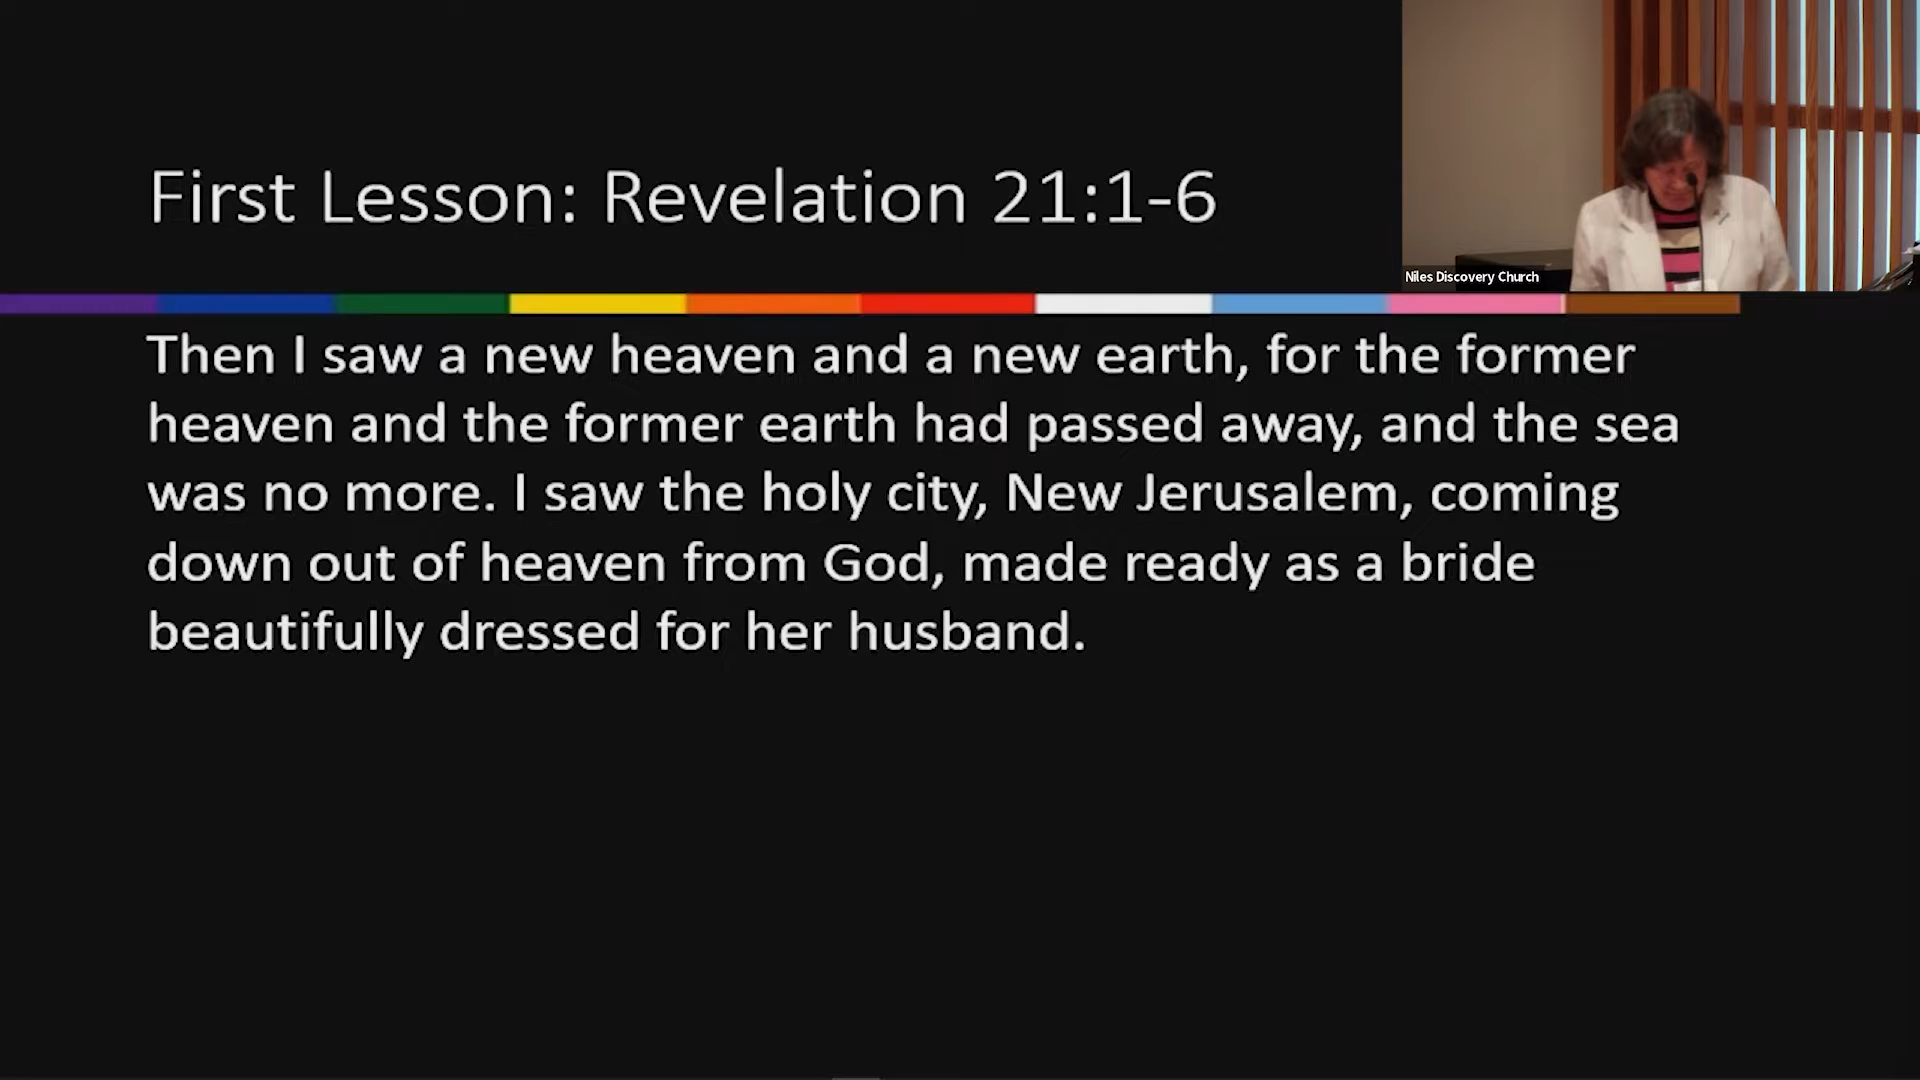 First Lesson: Revelation 21:1-6
Niles Discovery Church
Then I saw a new heaven and a new earth, for the former
heaven and the former earth had passed away, and the sea
was no more. I saw the holy city, New Jerusalem, coming
down out of heaven from God, made ready as a bride
beautifully dressed for her husband.